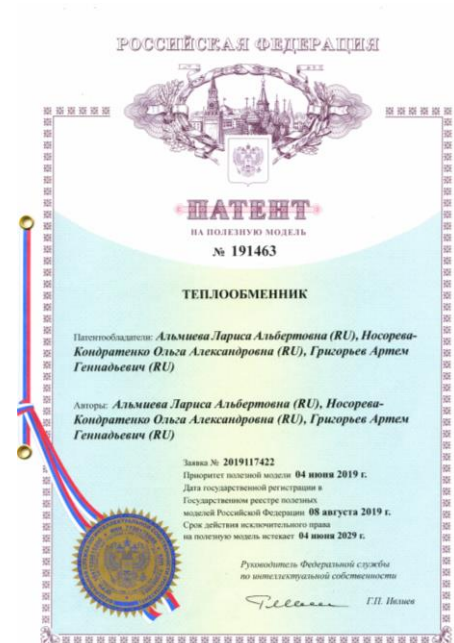 РОССИЙСКАЯ ФЕДЕРАЦИЯ
ПАТЕНТ
НА ПОЛЕЗНУЮ МОДЕЛЬ
№ 191463
ТЕПЛООБМЕННИК
Патентообладатели: Альмиева Лариса Альбертовна (RU), Носорева-
Кондратенко Ольга Александровна (RU), Григорьев Артем
Геннадьевич (RU)
Авторы: Альмиева Лариса Альбертовна (RU), Носорева-
Кондратенко Ольга Александровна (RU), Григорьев Артем
Геннадьевич (RU)
Заявка № 2019117422
Приоритет полезной модели 04 июня 2019 г.
Дата государственной регистрации в
Государственном реестре полезных
моделей Российской Федерации 08 августа 2019 г.
Срок действия исключительного права
на полезную модель истекает 04 июня 2029 г.
Руководитель Федеральной службы
по интеллектуальной собственности
Г.П. Ивлиев